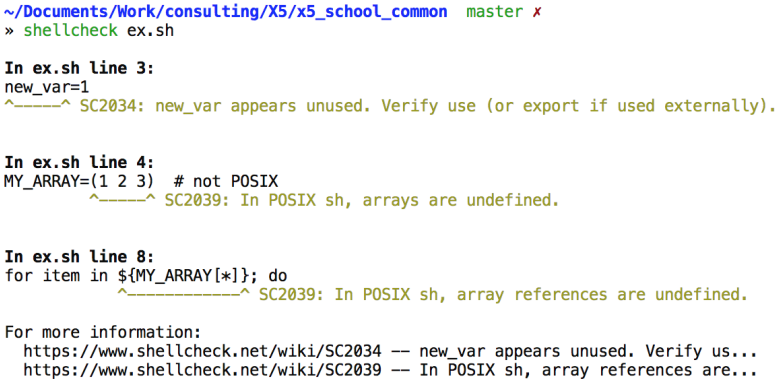 ~/Documents/Work/consulting/X5/x5_school_common  master ✗
» shellcheck ex.sh

In ex.sh line 3:
new_var=1
^-----^ SC2034: new_var appears unused. Verify use (or export if used externally).

In ex.sh line 4:
MY_ARRAY=(1 2 3)  # not POSIX
         ^-----^ SC2039: In POSIX sh, arrays are undefined.

In ex.sh line 8:
for item in ${MY_ARRAY[*]}; do
            ^------------^ SC2039: In POSIX sh, array references are undefined.

For more information:
  https://www.shellcheck.net/wiki/SC2034 -- new_var appears unused. Verify us...
  https://www.shellcheck.net/wiki/SC2039 -- In POSIX sh, array references are...